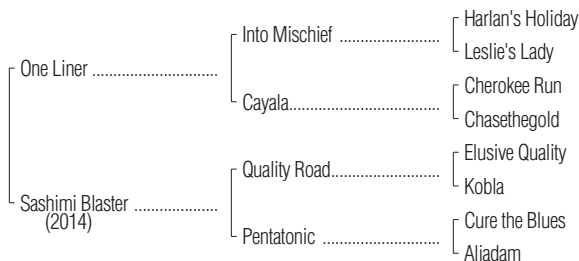 Harlan's Holiday
Into Mischief
Leslie's Lady
One Liner
Cherokee Run
Cayala
Chasethegold
Elusive Quality
Quality Road
Kobla
Sashimi Blaster
(2014)
Cure the Blues
Pentatonic
Aliadam